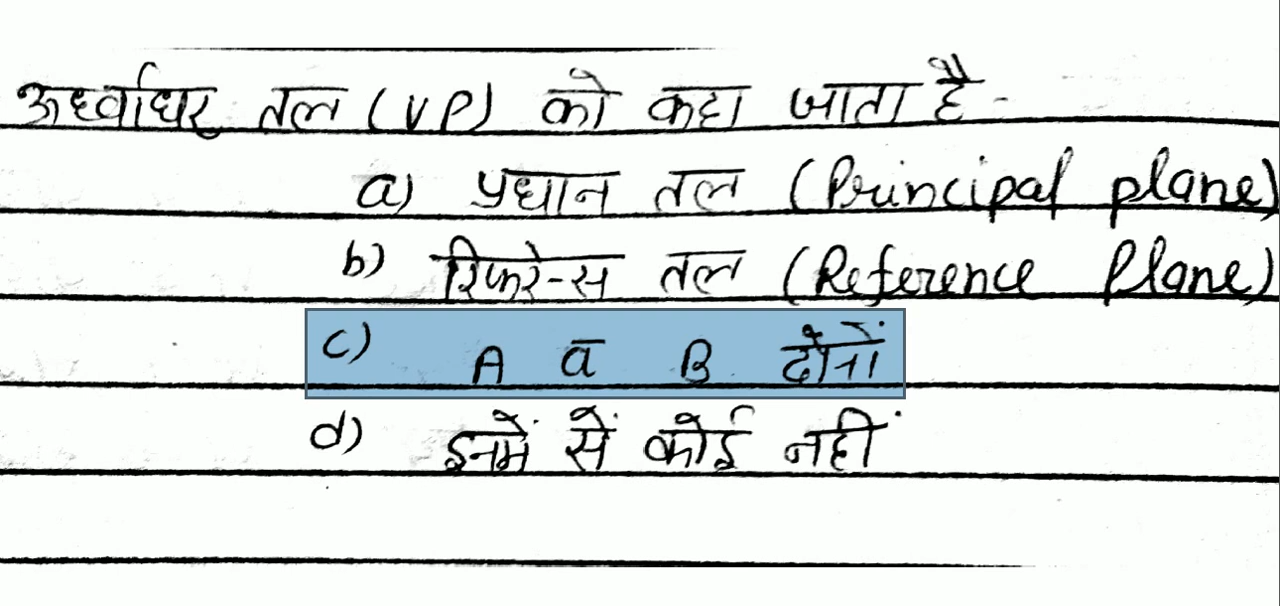 ऊर्ध्वाधर तल (VP) को कहा जाता है -
a) प्रधान तल (Principal plane)
b) रिफरेन्स तल (Reference Plane)
c) A व B दोनों
d) इनमें सें कोई नहीं